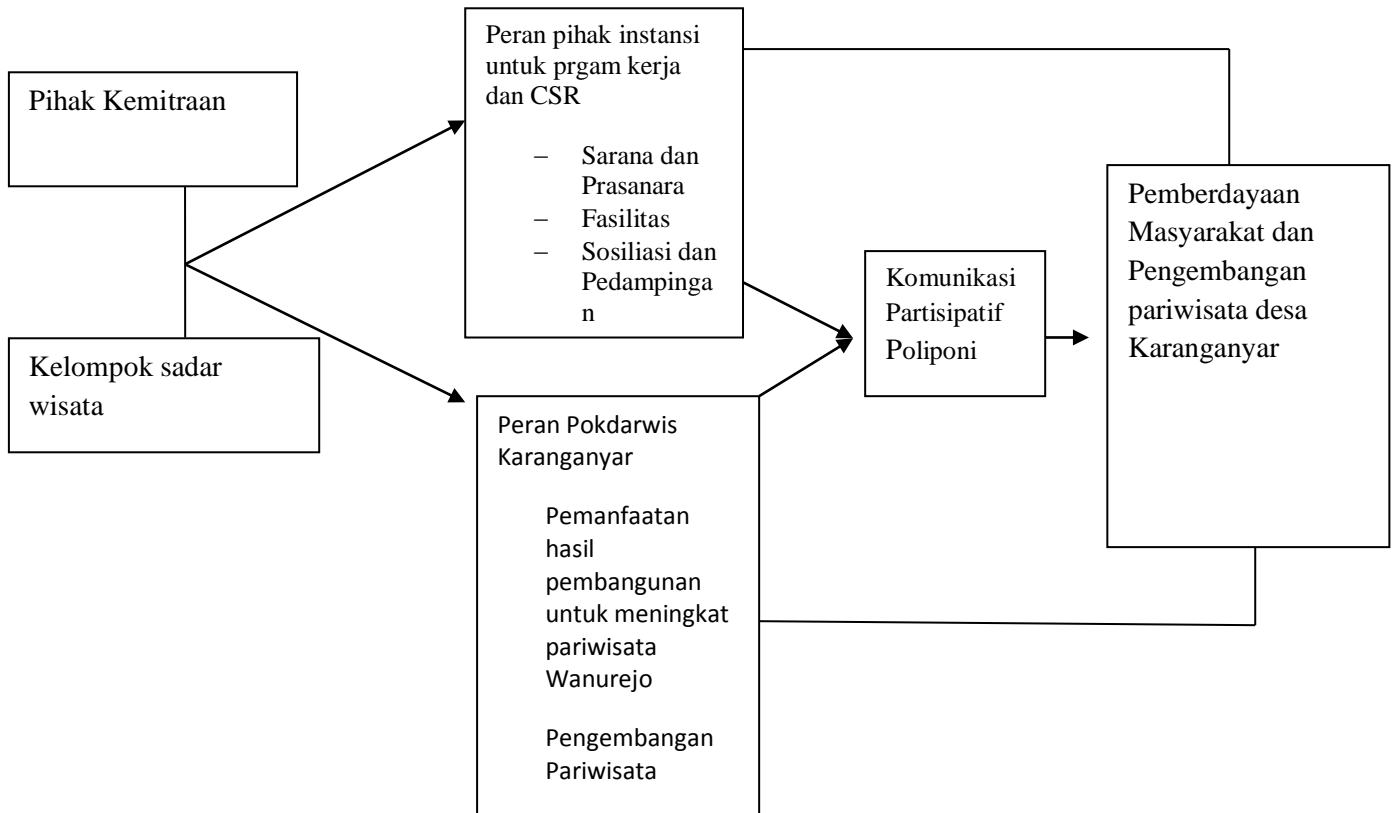 Pihak Kemitraan
Kelompok sadar
wisata
Peran pihak instansi
untuk prgam kerja
dan CSR
– Sarana dan
Prasanara
– Fasilitas
– Sosiliasi dan
Pedampinga
n
Peran Pokdarwis
Karanganyar
Pemanfaatan
hasil
pembangunan
untuk meningkat
pariwisata
Wanurejo
Pengembangan
Pariwisata
Komunikasi
Partisipatif
Poliponi
Pemberdayaan
Masyarakat dan
Pengembangan
pariwisata desa
Karanganyar